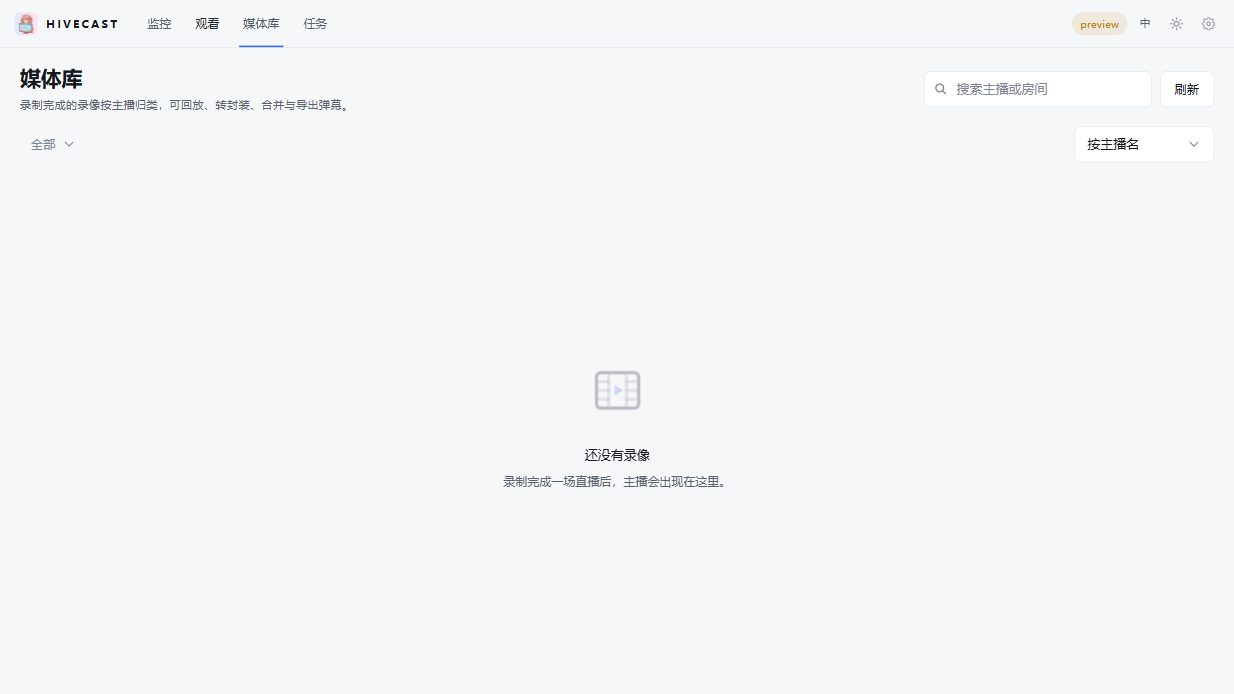 HIVECAST 监控 观看 媒体库 任务 preview 中
媒体库
录制完成的录像按主播归类，可回放、转封装、合并与导出弹幕。
搜索主播或房间 刷新
全部 按主播名
还没有录像
录制完成一场直播后，主播会出现在这里。